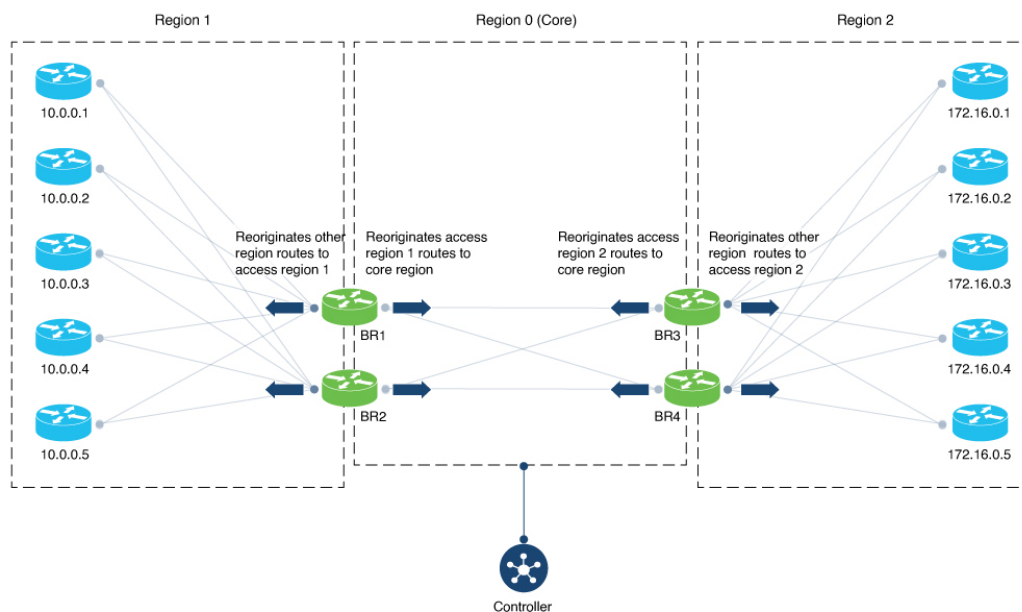 Region 1
Region 0 (Core)
Region 2
10.0.0.1
10.0.0.2
10.0.0.3
10.0.0.4
10.0.0.5
Reoriginates other
region routes to
access region 1
Reoriginates access
region 1 routes to
core region
Reoriginates access
region 2 routes to
core region
Reoriginates other
region routes to
access region 2
BR1
BR2
BR3
BR4
172.16.0.1
172.16.0.2
172.16.0.3
172.16.0.4
172.16.0.5
Controller